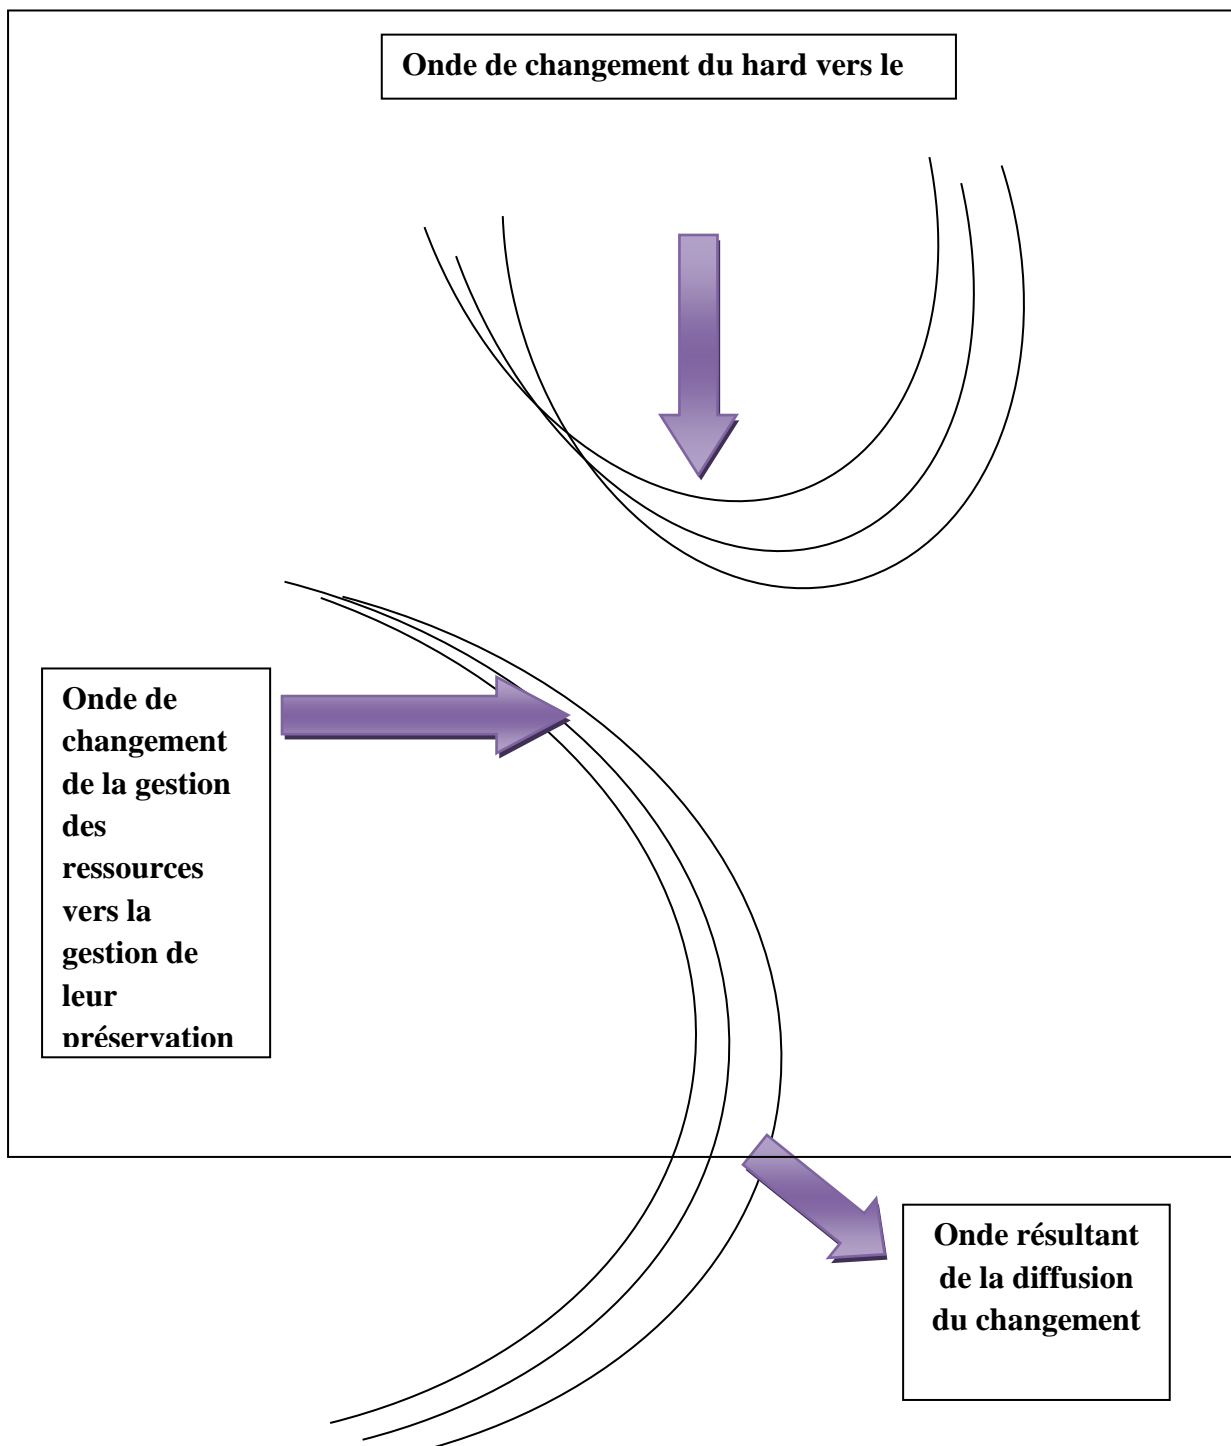 Onde de changement du hard vers le
Onde de
changement
de la gestion
des
ressources
vers la
gestion de
leur
préservation
Onde résultant
de la diffusion
du changement